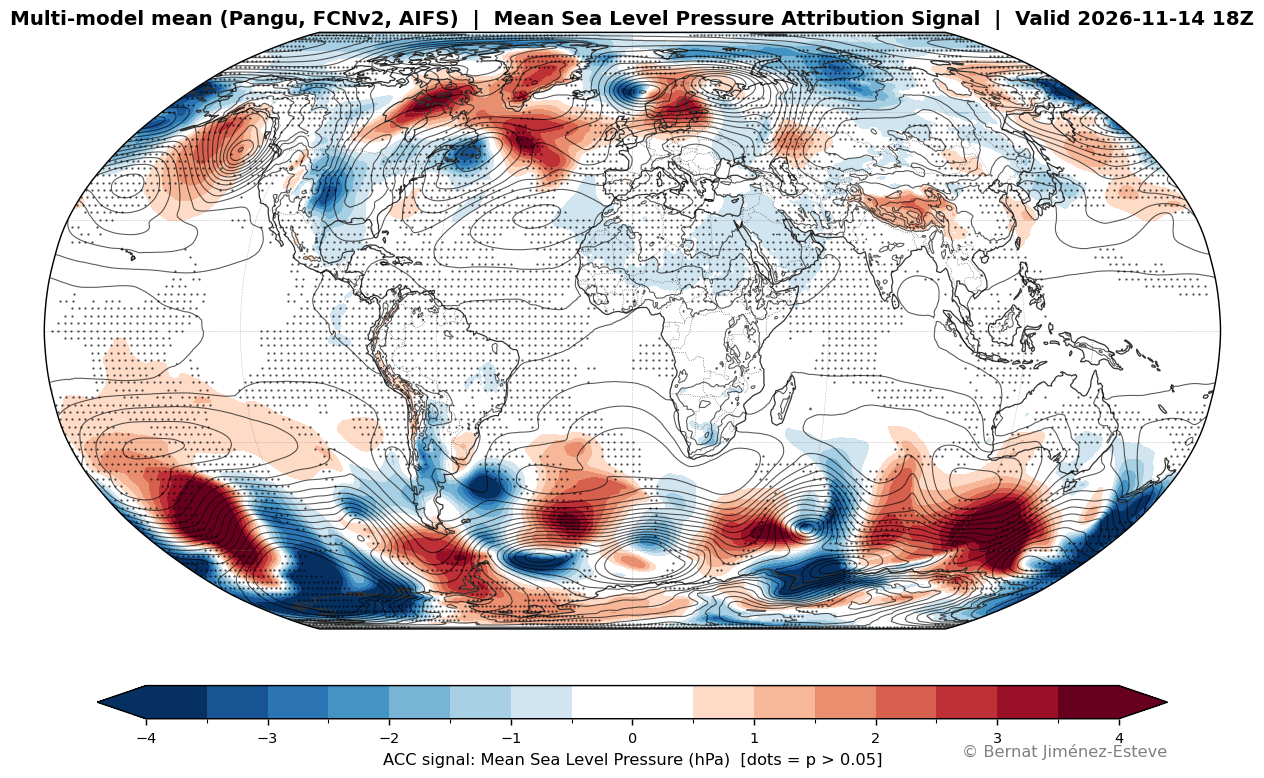 Multi-model mean (Pangu, FCNv2, AIFS)  |  Mean Sea Level Pressure Attribution Signal  |  Valid 2026-11-14 18Z
−4 −3 −2 −1 0 1 2 3 4
ACC signal: Mean Sea Level Pressure (hPa)  [dots = p > 0.05]
© Bernat Jiménez-Esteve